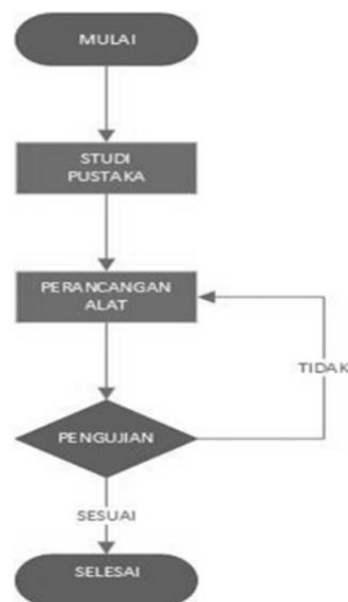 MULAI
STUDI
PUSTAKA
PERANCANGAN
ALAT
TIDAK
PENGUJIAN
SESUAI
SELESAI